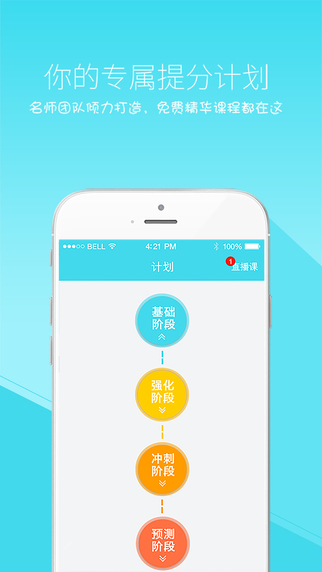 你的专属提分计划
名师团队倾力打造，免费精华课程都在这
BELL 4:21 PM 100%
计划
1
直播课
基础
阶段
强化
阶段
冲刺
阶段
预测
阶段